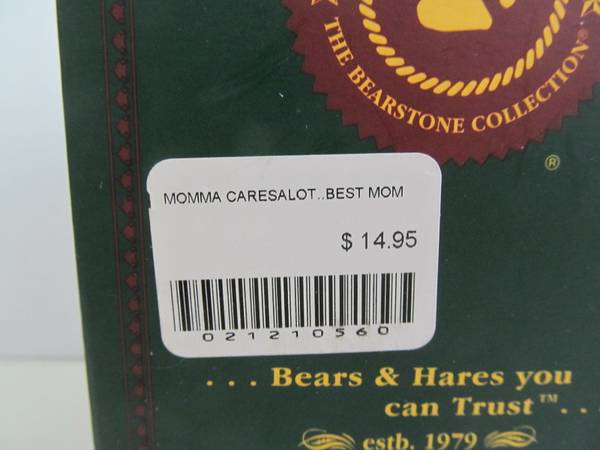 THE BEARSTONE COLLECTION®
®
MOMMA CARESALOT..BEST MOM
$ 14.95
021210560
. . . Bears & Hares you
can Trust™. . .
estb. 1979